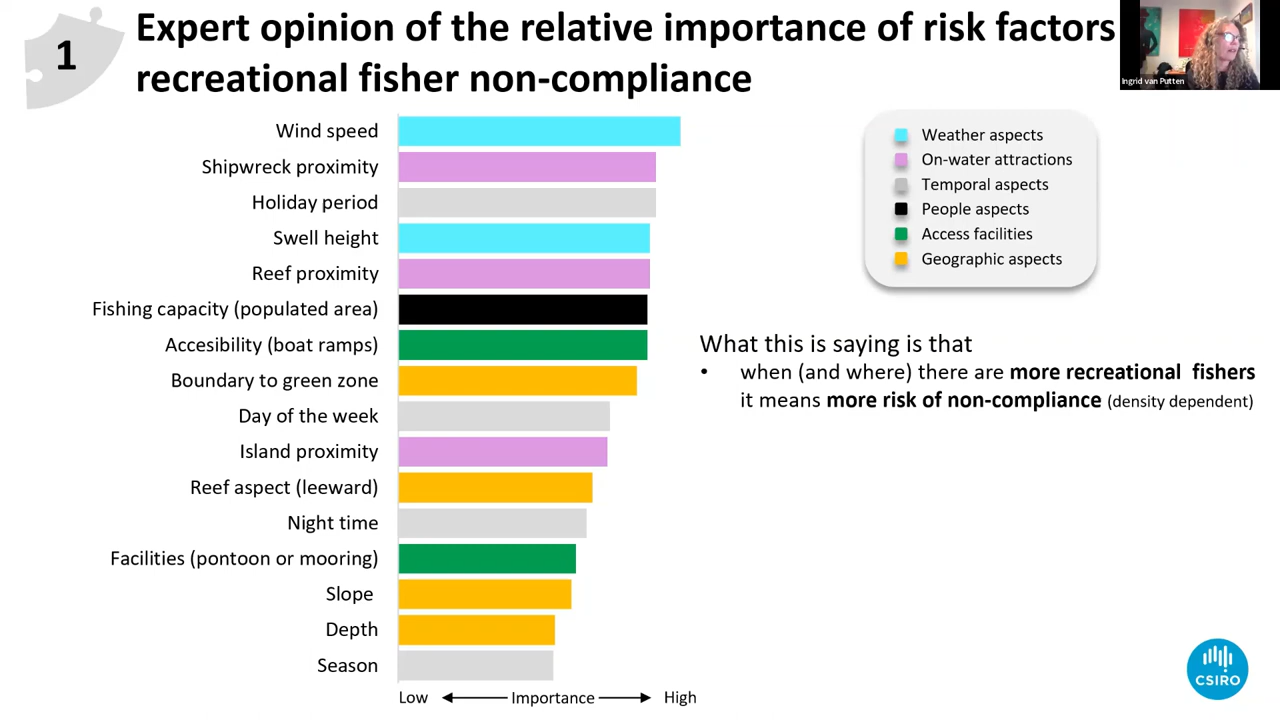 1
Expert opinion of the relative importance of risk factors
recreational fisher non-compliance
Ingrid van Putten
Wind speed
Shipwreck proximity
Holiday period
Swell height
Reef proximity
Fishing capacity (populated area)
Accesibility (boat ramps)
Boundary to green zone
Day of the week
Island proximity
Reef aspect (leeward)
Night time
Facilities (pontoon or mooring)
Slope
Depth
Season
Low Importance High
Weather aspects
On-water attractions
Temporal aspects
People aspects
Access facilities
Geographic aspects
What this is saying is that
• when (and where) there are more recreational fishers
it means more risk of non-compliance (density dependent)
CSIRO